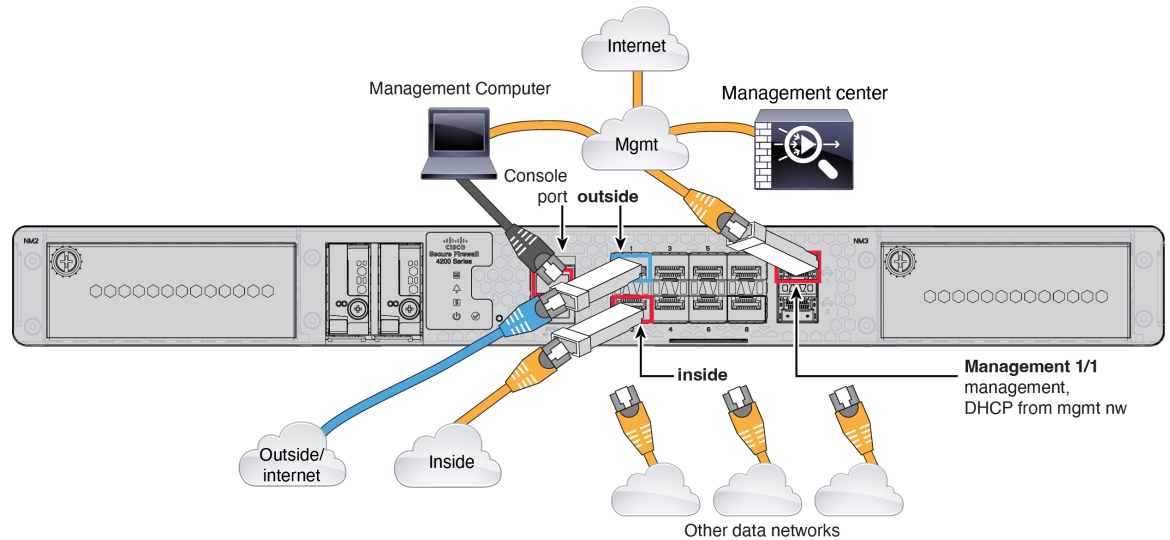 Internet
Management Computer
Management center
Mgmt
Console
port
outside
NM2
CISCO
Secure Firewall
4200 Series
1
3
5
NM3
2
4
6
8
inside
Management 1/1
management,
DHCP from mgmt nw
Outside/
internet
Inside
Other data networks